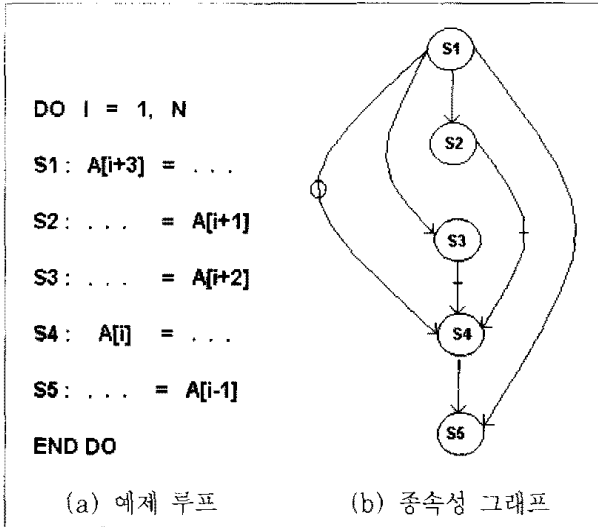 DO I = 1, N
S1: A[i+3] = . . .
S2: . . . = A[i+1]
S3: . . . = A[i+2]
S4: A[i] = . . .
S5: . . . = A[i-1]
END DO
(a) 예제 루프
S1
S2
S3
S4
S5
(b) 종속성 그래프